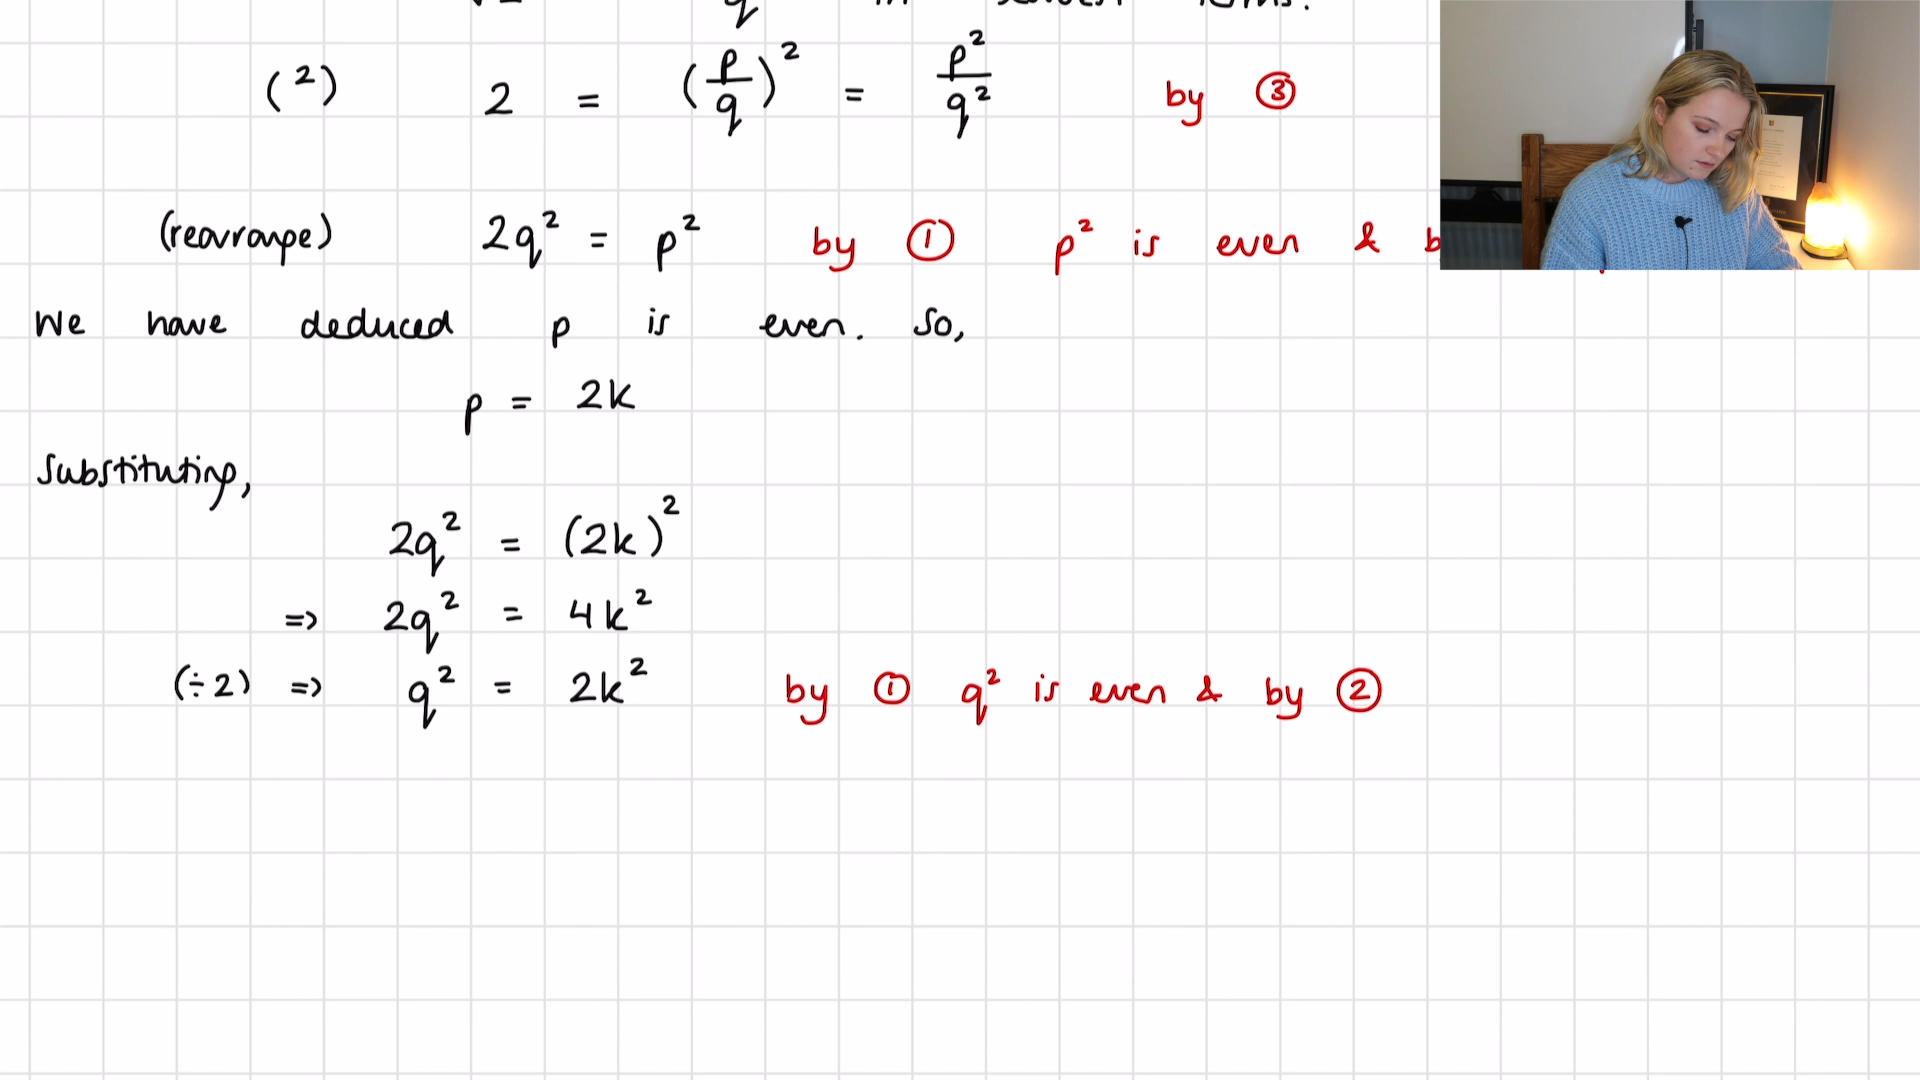 q in terms.
(²) 2 = (p/q)² = p²/q² by ③
(rearrange) 2q² = p² by ① p² is even & b
We have deduced p is even. So,
p = 2k
Substituting,
2q² = (2k)²
=> 2q² = 4k²
(÷2) => q² = 2k² by ① q² is even & by ②